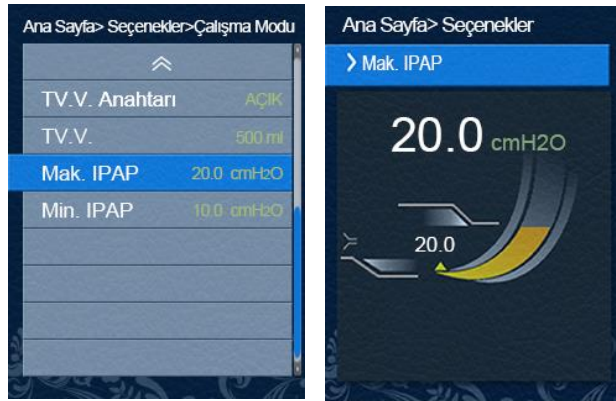 Ana Sayfa> Seçenekler>Çalışma Modu
TV.V. Anahtarı AÇIK
TV.V. 500 ml
Mak. IPAP 20.0 cmH2O
Min. IPAP 10.0 cmH2O
Ana Sayfa> Seçenekler
Mak. IPAP
20.0 cmH2O
20.0